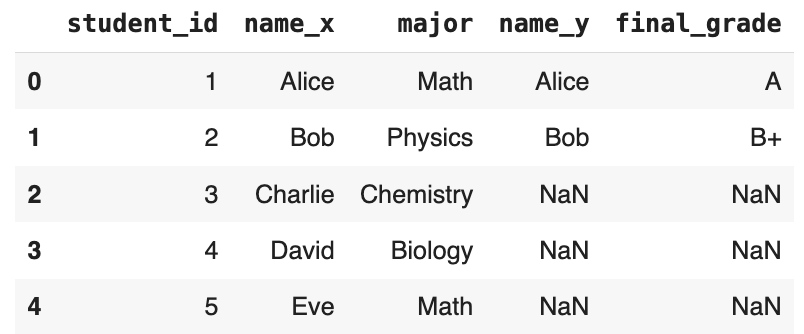 student_id name_x major name_y final_grade
0 1 Alice Math Alice A
1 2 Bob Physics Bob B+
2 3 Charlie Chemistry NaN NaN
3 4 David Biology NaN NaN
4 5 Eve Math NaN NaN